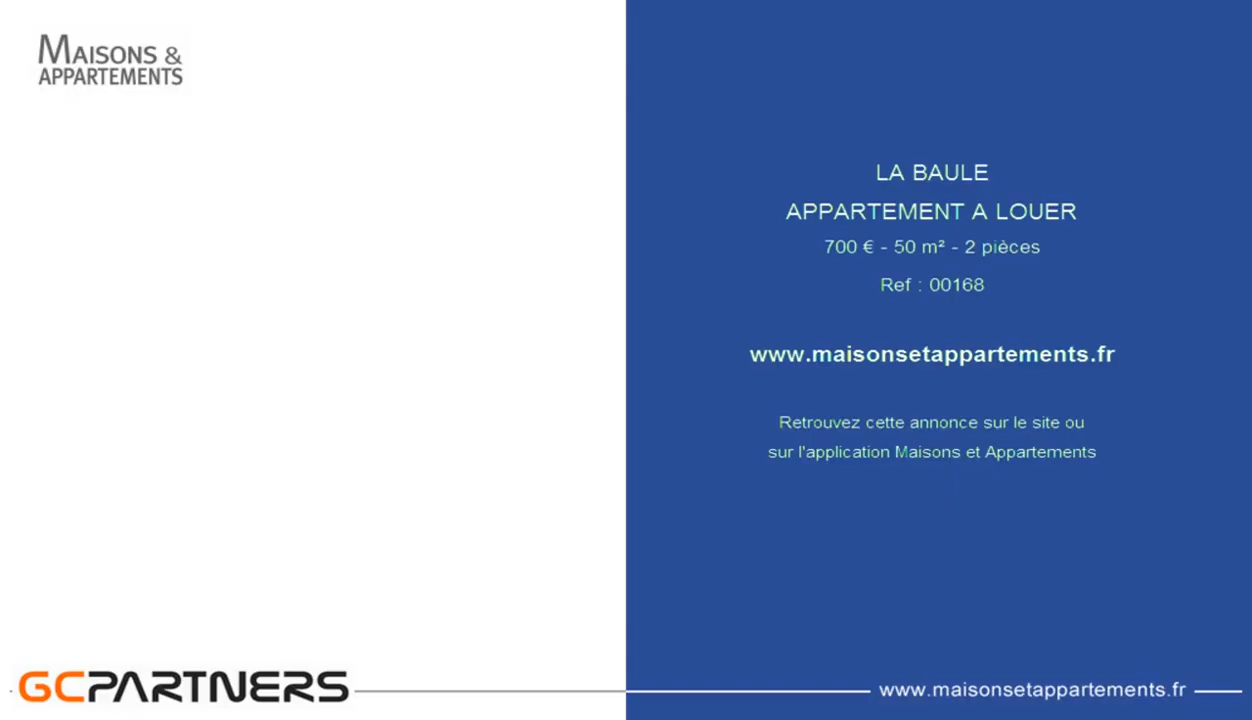 MAISONS &
APPARTEMENTS
LA BAULE
APPARTEMENT A LOUER
700 € - 50 m² - 2 pièces
Ref : 00168
www.maisonsetappartements.fr
Retrouvez cette annonce sur le site ou
sur l'application Maisons et Appartements
GCPARTNERS
www.maisonsetappartements.fr